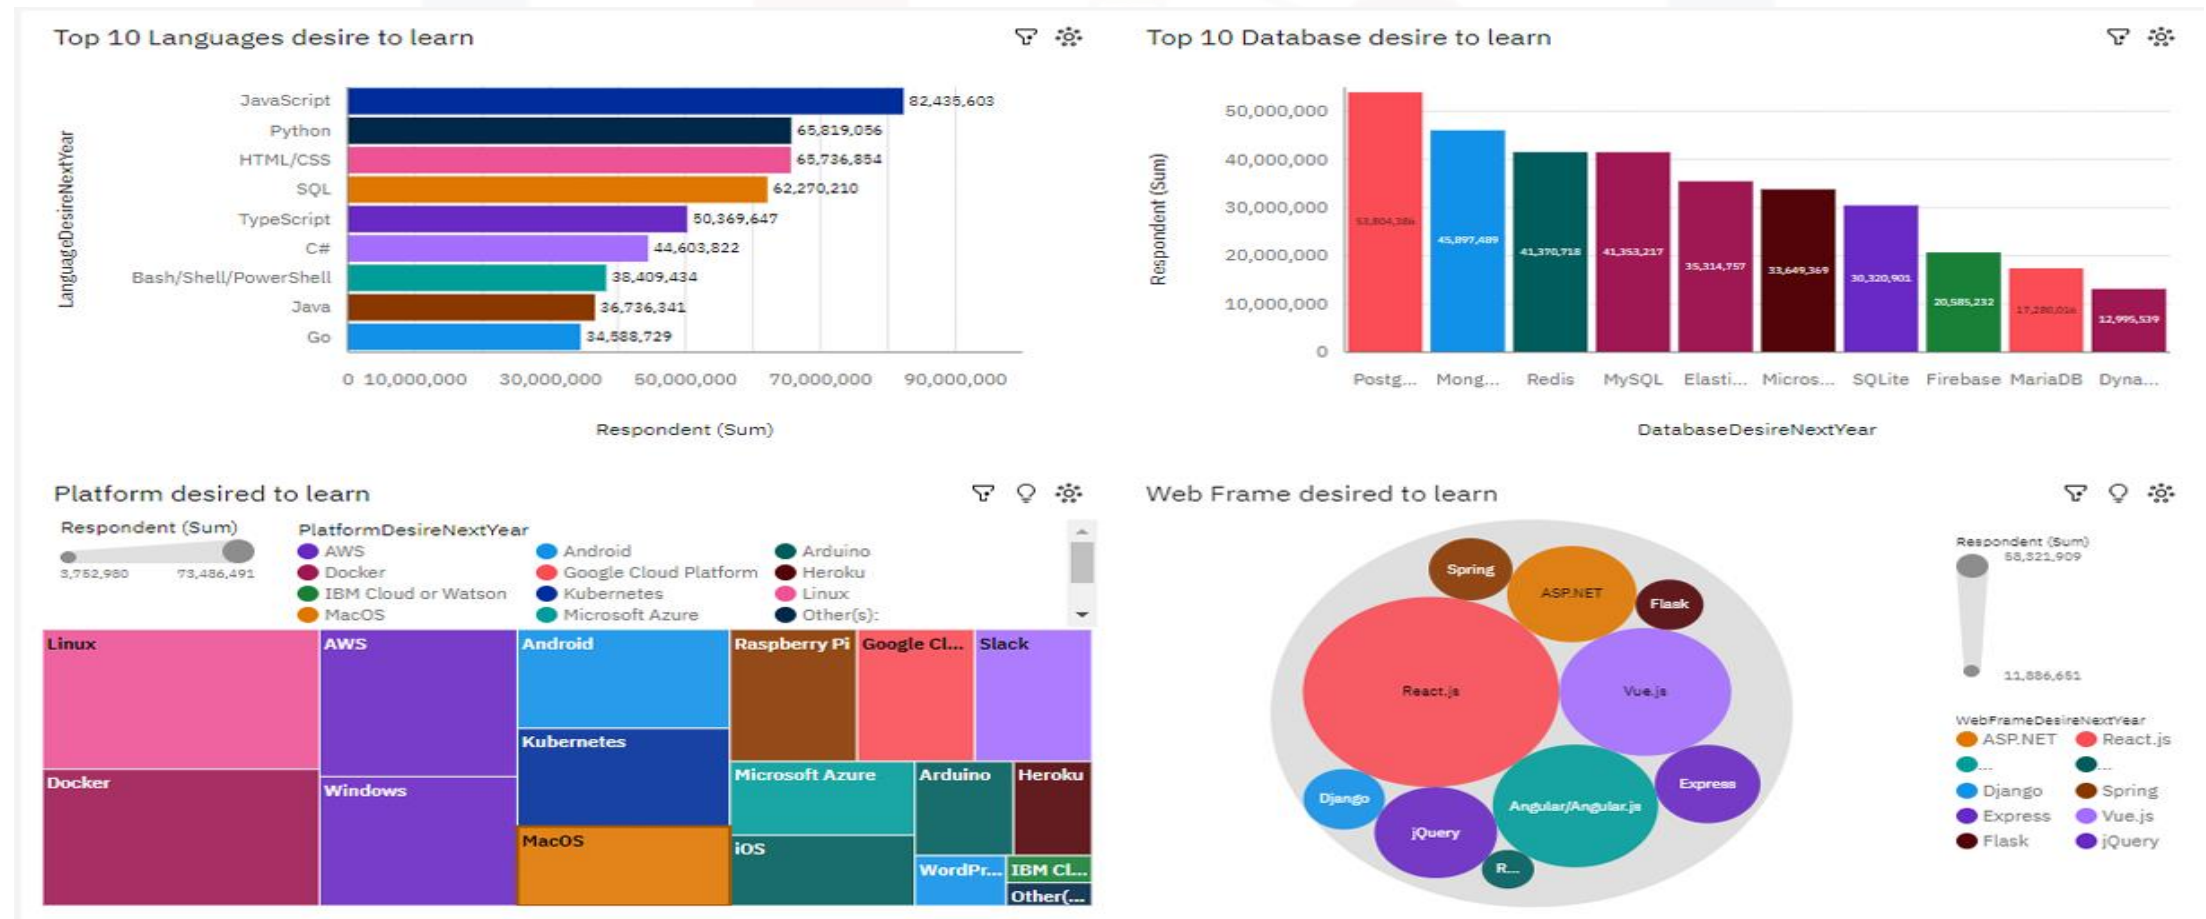 Top 10 Languages desire to learn
LanguageDesireNextYear
JavaScript 82,435,603
Python 65,819,056
HTML/CSS 65,736,854
SQL 62,270,210
TypeScript 50,369,647
C# 44,603,822
Bash/Shell/PowerShell 38,409,434
Java 36,736,341
Go 34,588,729
0 10,000,000 30,000,000 50,000,000 70,000,000 90,000,000
Respondent (Sum)
Top 10 Database desire to learn
Respondent (Sum)
50,000,000
40,000,000
30,000,000
20,000,000
10,000,000
0
53,804,386 45,897,489 41,370,718 41,353,217 35,314,757 33,649,369 30,320,901 20,585,232 17,280,016 12,995,539
Postg... Mong... Redis MySQL Elasti... Micros... SQLite Firebase MariaDB Dyna...
DatabaseDesireNextYear
Platform desired to learn
Respondent (Sum)
3,752,980 73,486,491
PlatformDesireNextYear
AWS Android Arduino
Docker Google Cloud Platform Heroku
IBM Cloud or Watson Kubernetes Linux
MacOS Microsoft Azure Other(s):
Linux AWS Android Raspberry Pi Google Cl... Slack
Kubernetes
Microsoft Azure Arduino Heroku
Docker Windows
MacOS iOS
WordPr... IBM Cl...
Other(...
Web Frame desired to learn
Spring
ASP.NET
Flask
React.js
Vue.js
Django
Express
Angular/Angular.js
jQuery
R...
Respondent (Sum)
58,321,909
11,886,651
WebFrameDesireNextYear
ASP.NET React.js
... ...
Django Spring
Express Vue.js
Flask jQuery